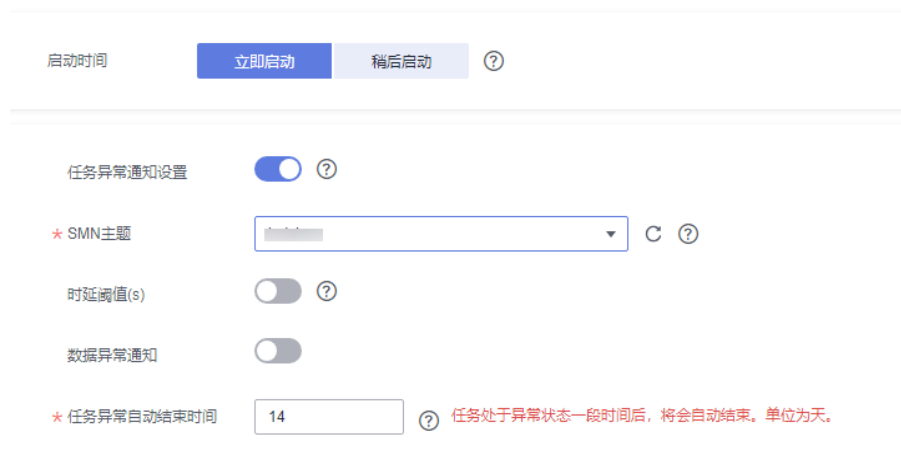 启动时间 立即启动 稍后启动 ?
任务异常通知设置 ?
* SMN主题 ?
时延阈值(s) ?
数据异常通知
* 任务异常自动结束时间 14 ? 任务处于异常状态一段时间后，将会自动结束。单位为天。